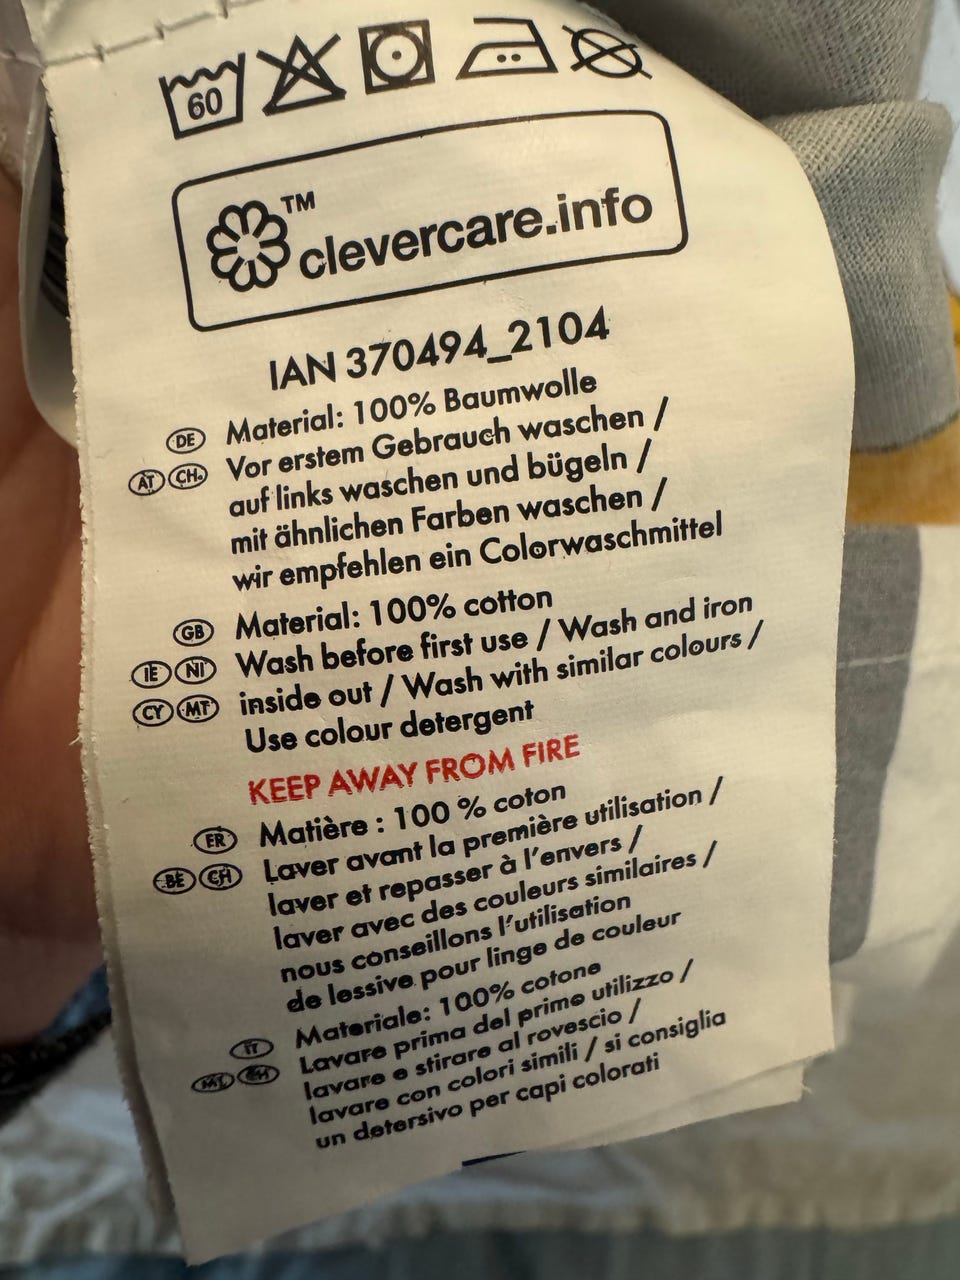 60
™
clevercare.info
IAN 370494_2104
DE Material: 100% Baumwolle
AT CH Vor erstem Gebrauch waschen /
auf links waschen und bügeln /
mit ähnlichen Farben waschen /
wir empfehlen ein Colorwaschmittel
GB Material: 100% cotton
IE NI Wash before first use / Wash and iron
CY MT inside out / Wash with similar colours /
Use colour detergent
KEEP AWAY FROM FIRE
FR Matière : 100 % coton
BE CH Laver avant la première utilisation /
laver et repasser à l'envers /
laver avec des couleurs similaires /
nous conseillons l'utilisation
de lessive pour linge de couleur
IT Materiale: 100% cotone
Lavare prima del primo utilizzo /
lavare e stirare al rovescio /
lavare con colori simili / si consiglia
un detersivo per capi colorati